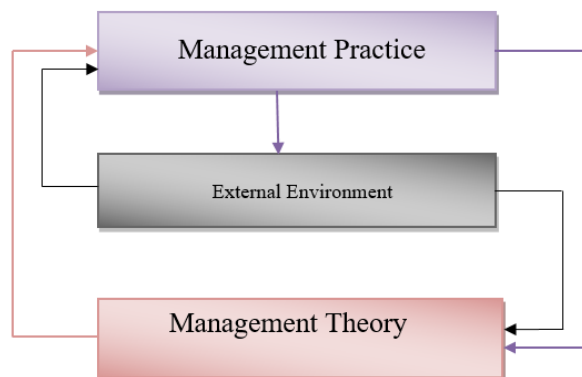 Management Practice
External Environment
Management Theory